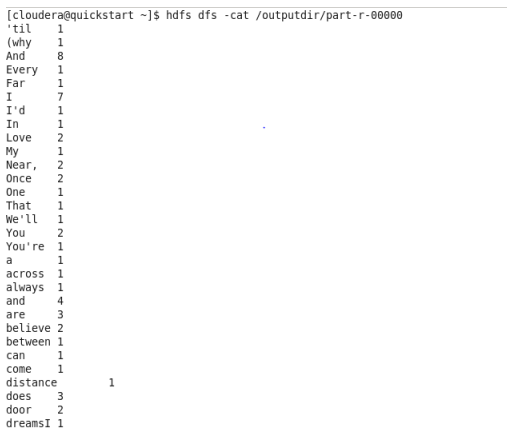 [cloudera@quickstart ~]$ hdfs dfs -cat /outputdir/part-r-00000
'til 1
(why 1
And 8
Every 1
Far 1
I 7
I'd 1
In 1
Love 2
My 1
Near, 2
Once 2
One 1
That 1
We'll 1
You 2
You're 1
a 1
across 1
always 1
and 4
are 3
believe 2
between 1
can 1
come 1
distance 1
does 3
door 2
dreamsI 1